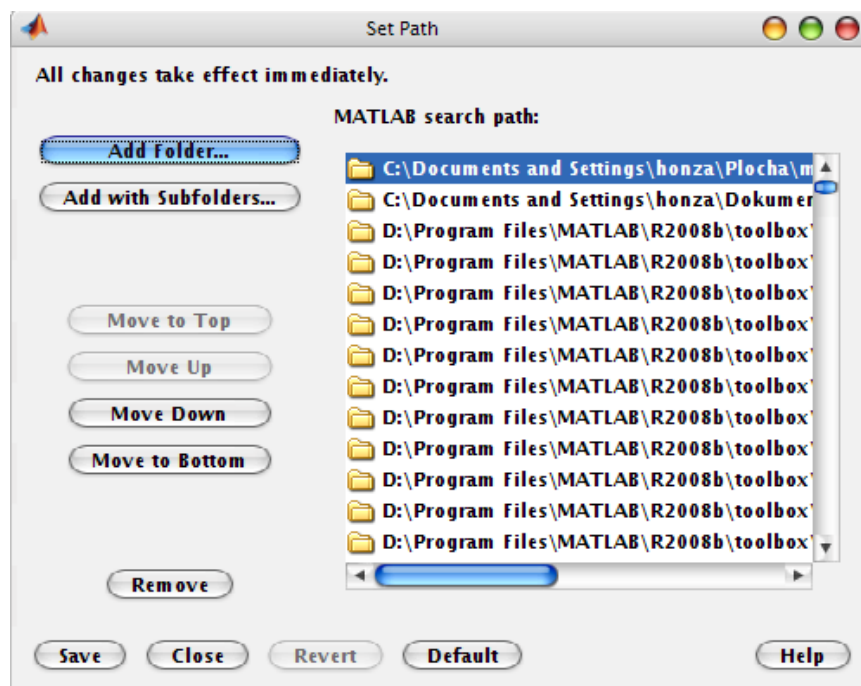 Set Path
All changes take effect immediately.
MATLAB search path:
Add Folder...
Add with Subfolders...
Move to Top
Move Up
Move Down
Move to Bottom
Remove
C:\Documents and Settings\honza\Plocha\m
C:\Documents and Settings\honza\Dokumen
D:\Program Files\MATLAB\R2008b\toolbox\
D:\Program Files\MATLAB\R2008b\toolbox\
D:\Program Files\MATLAB\R2008b\toolbox\
D:\Program Files\MATLAB\R2008b\toolbox\
D:\Program Files\MATLAB\R2008b\toolbox\
D:\Program Files\MATLAB\R2008b\toolbox\
D:\Program Files\MATLAB\R2008b\toolbox\
D:\Program Files\MATLAB\R2008b\toolbox\
D:\Program Files\MATLAB\R2008b\toolbox\
D:\Program Files\MATLAB\R2008b\toolbox\
D:\Program Files\MATLAB\R2008b\toolbox\
Save
Close
Revert
Default
Help